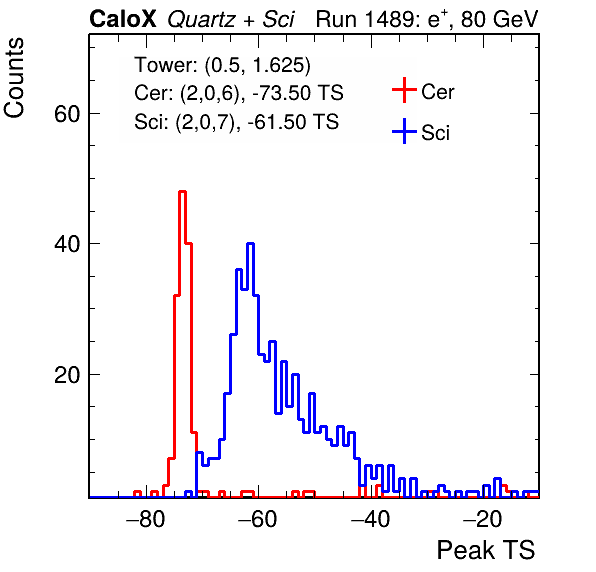 CaloX Quartz + Sci Run 1489: e+, 80 GeV
Counts
Tower: (0.5, 1.625)
Cer: (2,0,6), -73.50 TS
Sci: (2,0,7), -61.50 TS
Cer
Sci
60
40
20
−80 −60 −40 −20
Peak TS